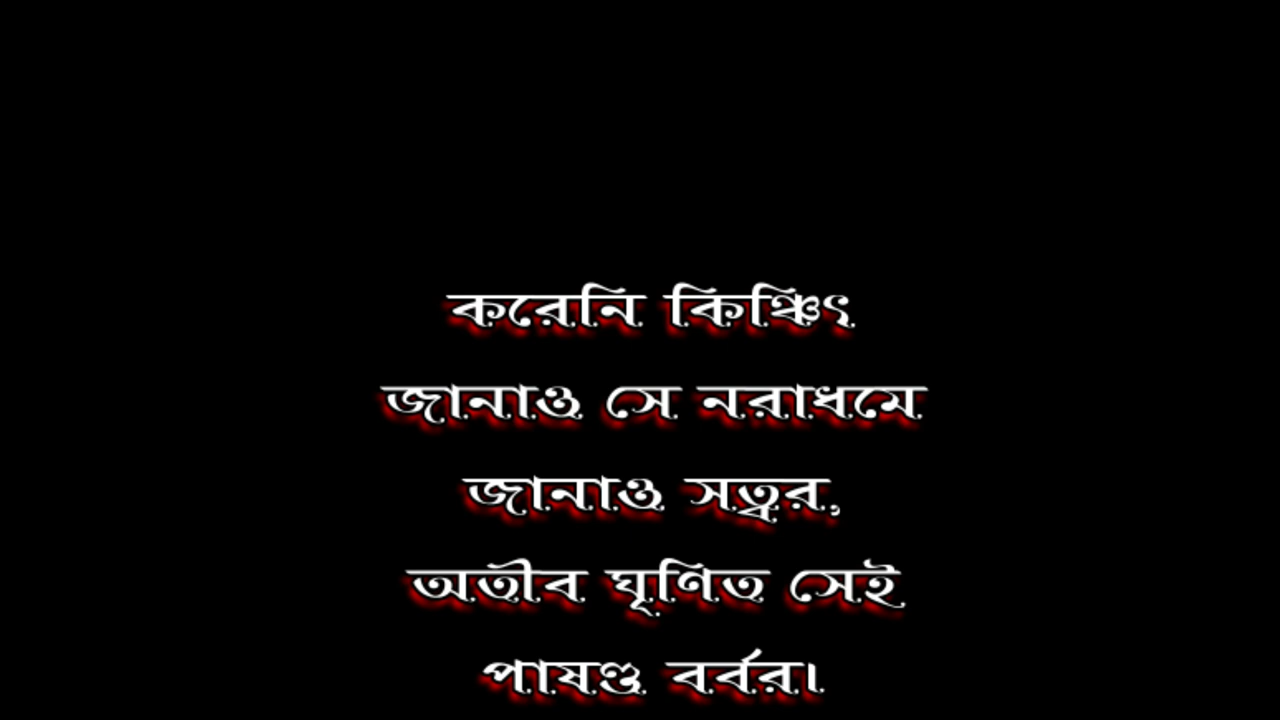 করেনি কিঞ্চিৎ
জানাও সে নরাধমে
জানাও সত্ত্বর,
অতীব ঘৃণিত সেই
পাষণ্ড বর্বর।